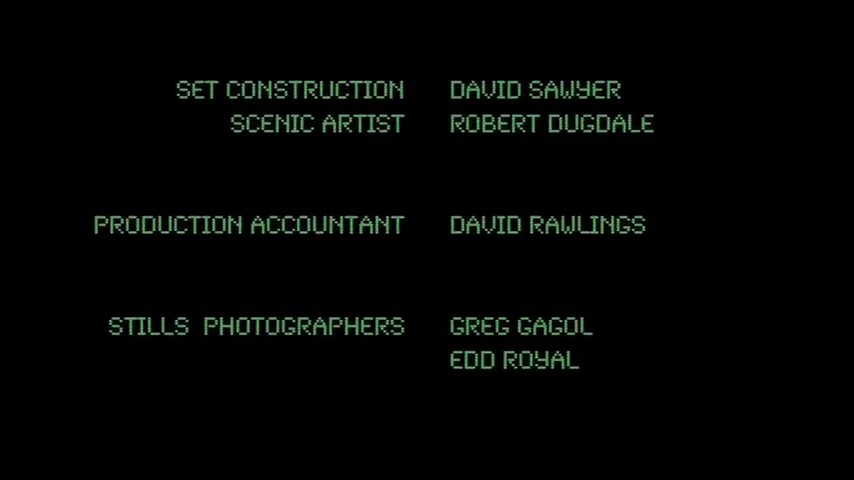 SET CONSTRUCTION DAVID SAWYER
SCENIC ARTIST ROBERT DUGDALE
PRODUCTION ACCOUNTANT DAVID RAWLINGS
STILLS PHOTOGRAPHERS GREG GAGOL
EDD ROYAL